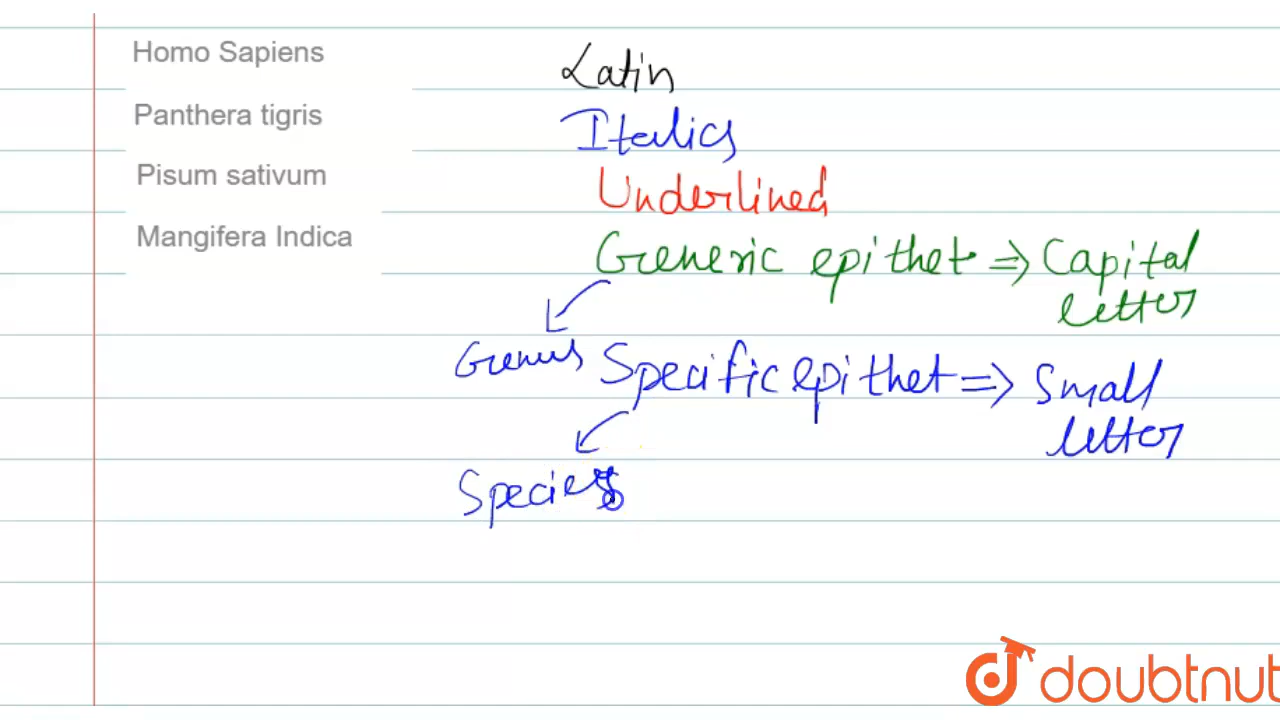 Homo Sapiens
Panthera tigris
Pisum sativum
Mangifera Indica
Latin
Italics
Underlined
Generic epithet => Capital
letter
Genus
Specific epithet => Small
letter
Species
doubtnut